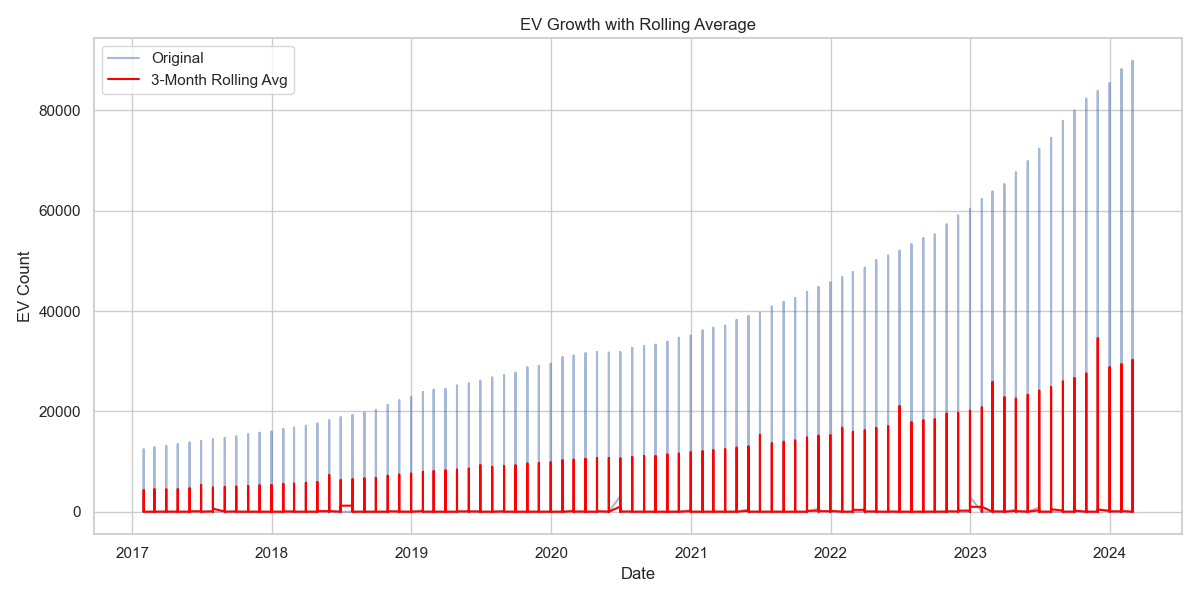 EV Growth with Rolling Average
Original
3-Month Rolling Avg
80000
60000
40000
20000
0
EV Count
2017 2018 2019 2020 2021 2022 2023 2024
Date